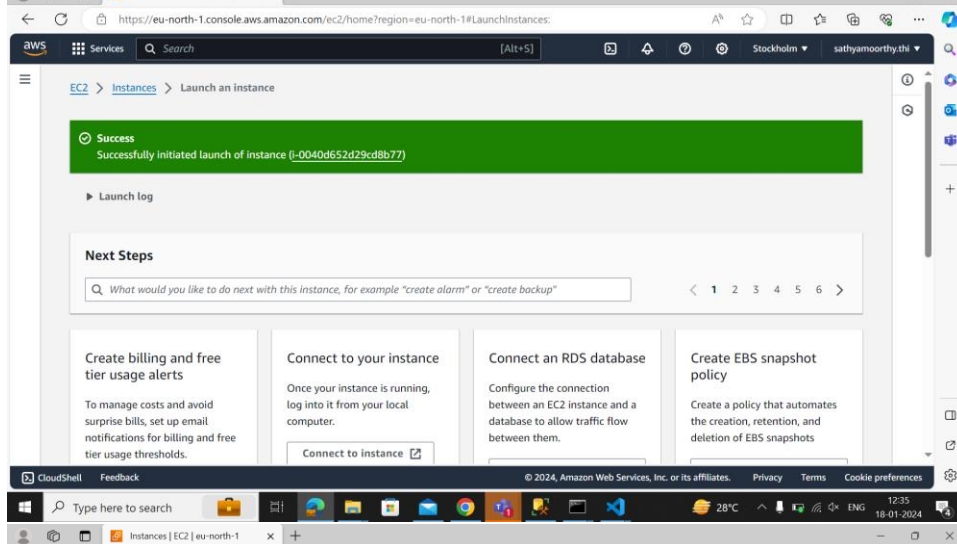 https://eu-north-1.console.aws.amazon.com/ec2/home?region=eu-north-1#LaunchInstances:
aws Services Search [Alt+S] Stockholm ▼ sathyamoorthy.thi ▼
EC2 > Instances > Launch an instance
Success
Successfully initiated launch of instance (i-0040d652d29cd8b77)
▶ Launch log
Next Steps
What would you like to do next with this instance, for example "create alarm" or "create backup"
< 1 2 3 4 5 6 >
Create billing and free
tier usage alerts
To manage costs and avoid
surprise bills, set up email
notifications for billing and free
tier usage thresholds.
Connect to your instance
Once your instance is running,
log into it from your local
computer.
Connect to instance
Connect an RDS database
Configure the connection
between an EC2 instance and a
database to allow traffic flow
between them.
Create EBS snapshot
policy
Create a policy that automates
the creation, retention, and
deletion of EBS snapshots
CloudShell Feedback © 2024, Amazon Web Services, Inc. or its affiliates. Privacy Terms Cookie preferences
Type here to search 28°C ENG 12:35
18-01-2024
Instances | EC2 | eu-north-1